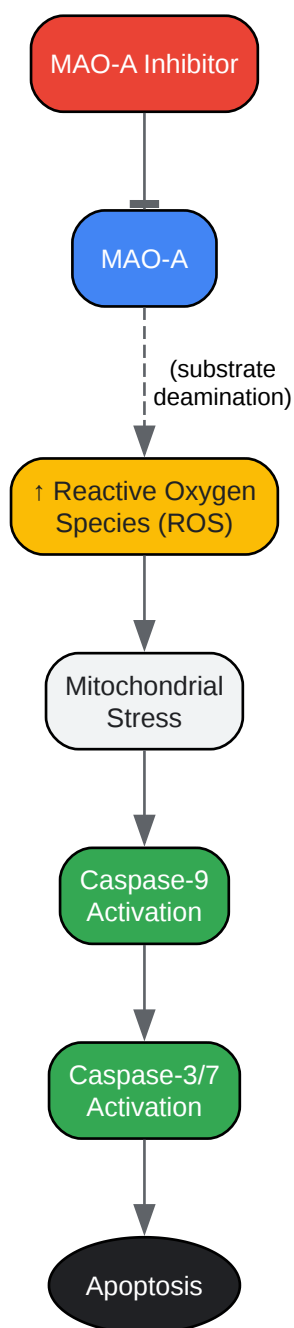 MAO-A Inhibitor
MAO-A
(substrate
deamination)
↑ Reactive Oxygen
Species (ROS)
Mitochondrial
Stress
Caspase-9
Activation
Caspase-3/7
Activation
Apoptosis